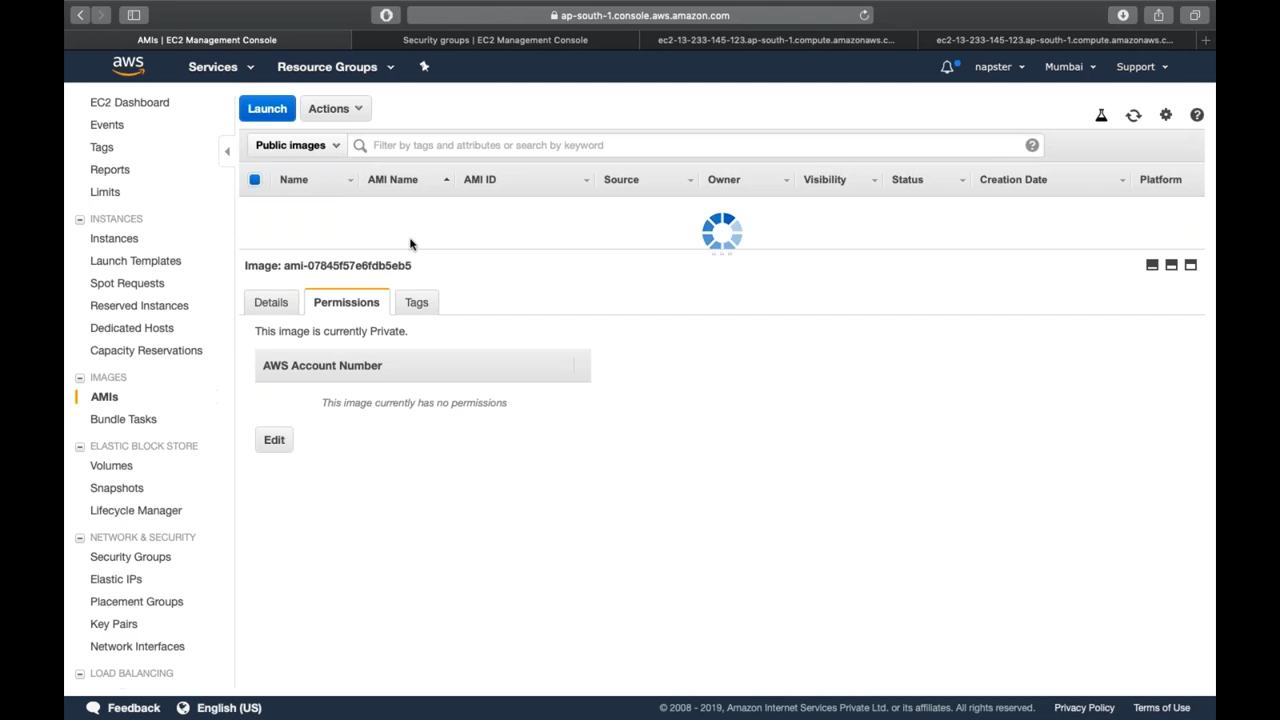 ap-south-1.console.aws.amazon.com
AMIs | EC2 Management Console
Security groups | EC2 Management Console
ec2-13-233-145-123.ap-south-1.compute.amazonaws.c...
ec2-13-233-145-123.ap-south-1.compute.amazonaws.c...
aws
Services
Resource Groups
napster
Mumbai
Support
EC2 Dashboard
Events
Tags
Reports
Limits
INSTANCES
Instances
Launch Templates
Spot Requests
Reserved Instances
Dedicated Hosts
Capacity Reservations
IMAGES
AMIs
Bundle Tasks
ELASTIC BLOCK STORE
Volumes
Snapshots
Lifecycle Manager
NETWORK & SECURITY
Security Groups
Elastic IPs
Placement Groups
Key Pairs
Network Interfaces
LOAD BALANCING
Launch
Actions
Public images
Filter by tags and attributes or search by keyword
Name
AMI Name
AMI ID
Source
Owner
Visibility
Status
Creation Date
Platform
Image: ami-07845f57e6fdb5eb5
Details
Permissions
Tags
This image is currently Private.
AWS Account Number
This image currently has no permissions
Edit
Feedback
English (US)
© 2008 - 2019, Amazon Internet Services Private Ltd. or its affiliates. All rights reserved.
Privacy Policy
Terms of Use